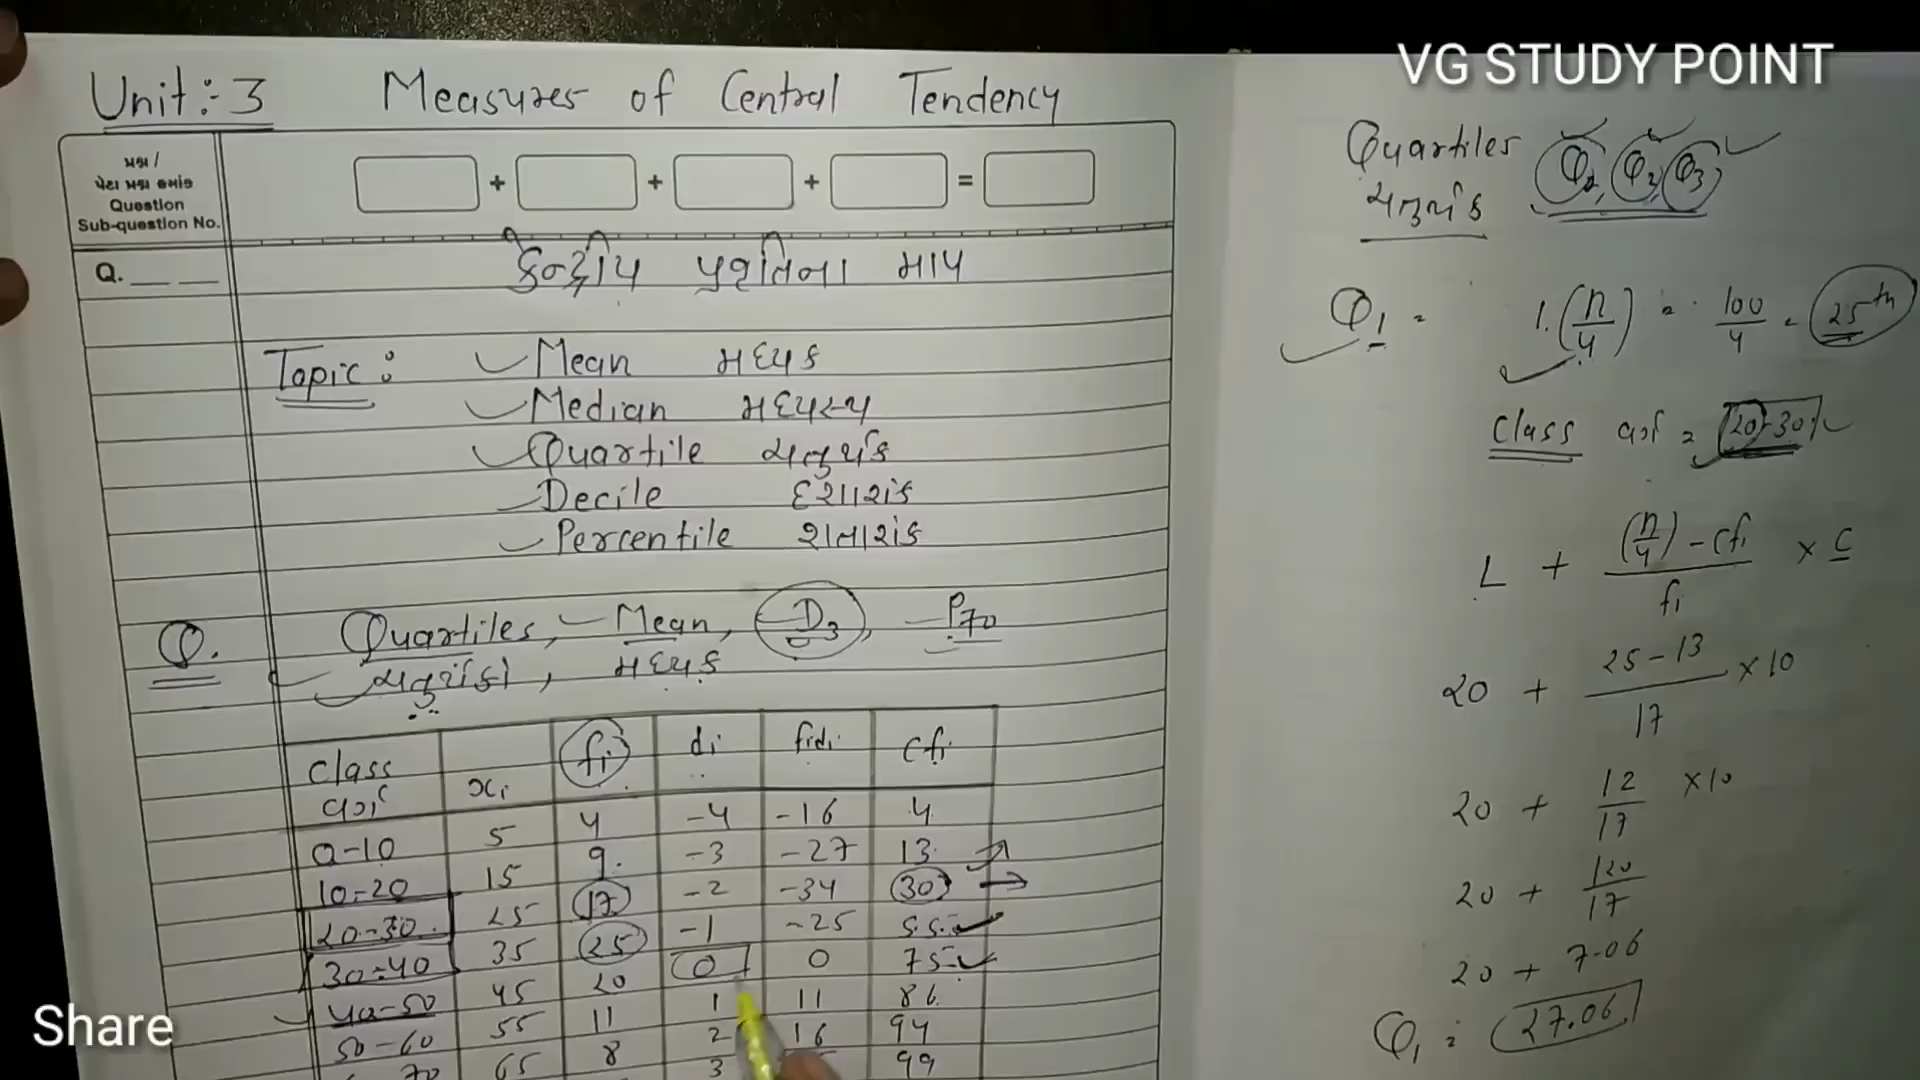 VG STUDY POINT
Unit:-3 Measures of Central Tendency
પ્રશ્ન /
પેટા પ્રશ્ન ક્રમાંક
Question
Sub-question No.
+ + + =
Q. __ __
માપ
Topic: Mean મધ્યક
Median મધ્યસ્થ
Quartile ચતુર્થક
Decile દશાંશક
Percentile શતાંશક
Q. Quartiles, Mean, D3, P70
મધ્યક
Class વર્ગ xi fi di fidi cfi
0-10 5 4 -4 -16 4
10-20 15 9. -3 -27 13
20-30 25 17 -2 -34 30
30-40 35 25 -1 -25 55
40-50 45 20 0 0 75
50-60 55 11 1 11 86
70 65 8 2 16 94
3 99
Quartiles Q1, Q2, Q3
Q1 = 1.(n/4) = 100/4 = 25th
Class વર્ગ = 20-30
L + (n/4) - cfi / fi × c
20 + 25-13 / 17 × 10
20 + 12/17 × 10
20 + 120/17
20 + 7.06
Q1 = 27.06
Share